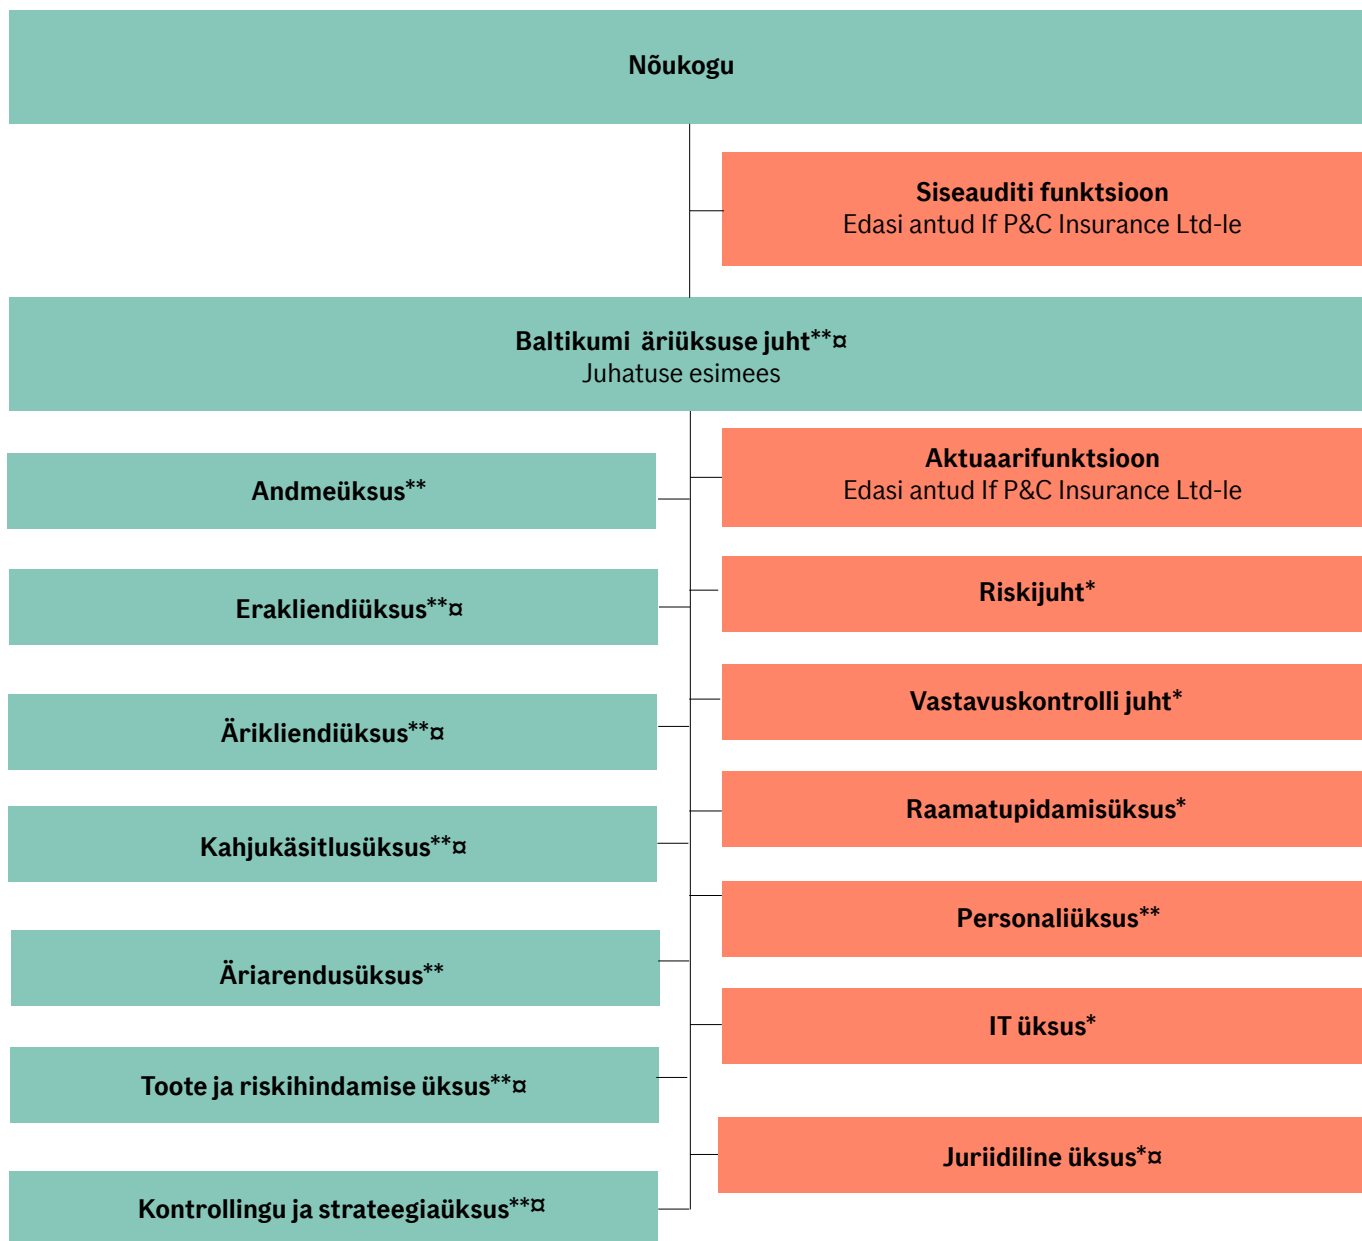 Nõukogu
Siseauditi funktsioon
Edasi antud If P&C Insurance Ltd-le
Baltikumi äriüksuse juht**¤
Juhatuse esimees
Andmeüksus**
Erakliendiüksus**¤
Ärikliendiüksus**¤
Kahjukäsitlusüksus**¤
Äriarendusüksus**
Toote ja riskihindamise üksus**¤
Kontrollingu ja strateegiaüksus**¤
Aktuaarifunktsioon
Edasi antud If P&C Insurance Ltd-le
Riskijuht*
Vastavuskontrolli juht*
Raamatupidamisüksus*
Personaliüksus**
IT üksus*
Juriidiline üksus*¤